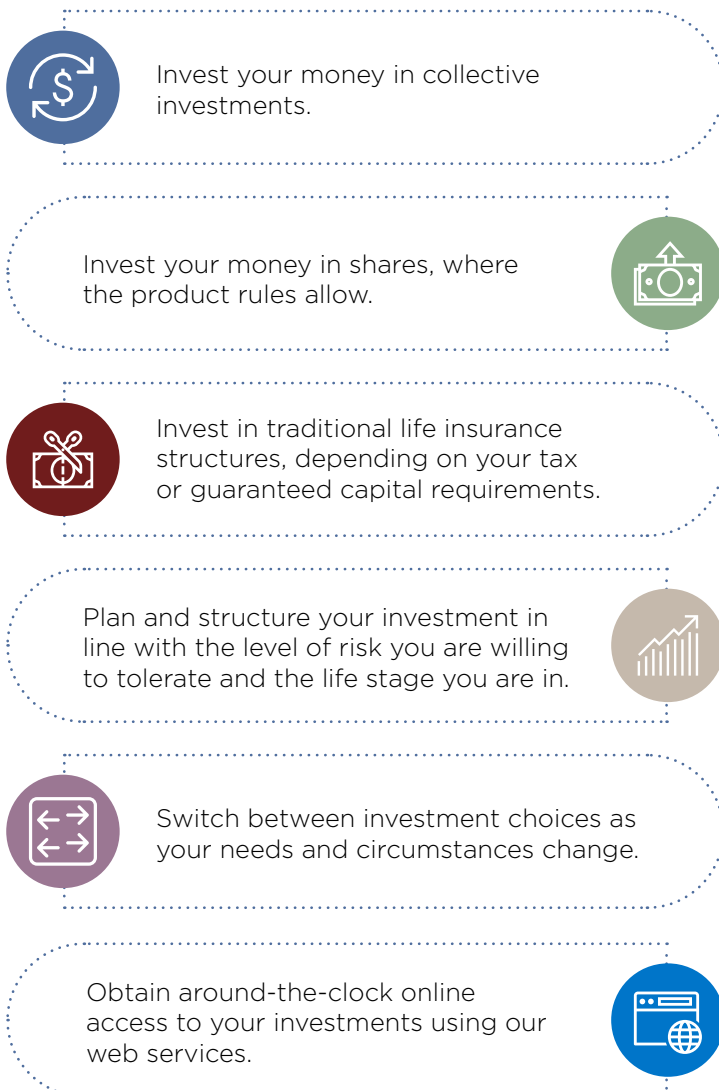 Invest your money in collective
investments.
Invest your money in shares, where
the product rules allow.
Invest in traditional life insurance
structures, depending on your tax
or guaranteed capital requirements.
Plan and structure your investment in
line with the level of risk you are willing
to tolerate and the life stage you are in.
Switch between investment choices as
your needs and circumstances change.
Obtain around-the-clock online
access to your investments using our
web services.